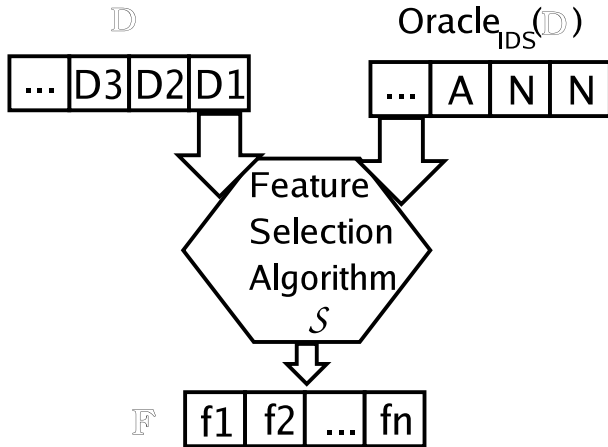 𝔻
Oracle_IDS(𝔻)
... D3 D2 D1
... A N N
Feature
Selection
Algorithm
𝒮
𝔽
f1 f2 ... fn